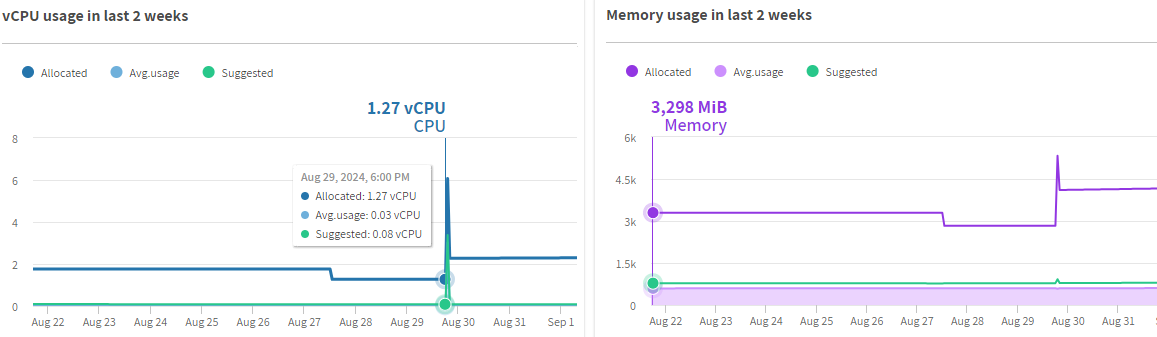 vCPU usage in last 2 weeks
Allocated Avg.usage Suggested
1.27 vCPU
CPU
8
6
4
2
0
Aug 29, 2024, 6:00 PM
Allocated: 1.27 vCPU
Avg.usage: 0.03 vCPU
Suggested: 0.08 vCPU
Aug 22 Aug 23 Aug 24 Aug 25 Aug 26 Aug 27 Aug 28 Aug 29 Aug 30 Aug 31 Sep 1
Memory usage in last 2 weeks
Allocated Avg.usage Suggested
3,298 MiB
Memory
6k
4.5k
3k
1.5k
0
Aug 22 Aug 23 Aug 24 Aug 25 Aug 26 Aug 27 Aug 28 Aug 29 Aug 30 Aug 31